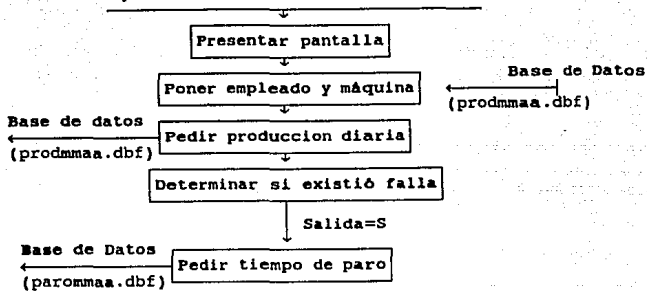 Presentar pantalla
Base de Datos
Poner empleado y máquina
(prodmmaa.dbf)
Base de datos
Pedir produccion diaria
(prodmmaa.dbf)
Determinar si existió falla
Salida=S
Base de Datos
Pedir tiempo de paro
(parommaa.dbf)